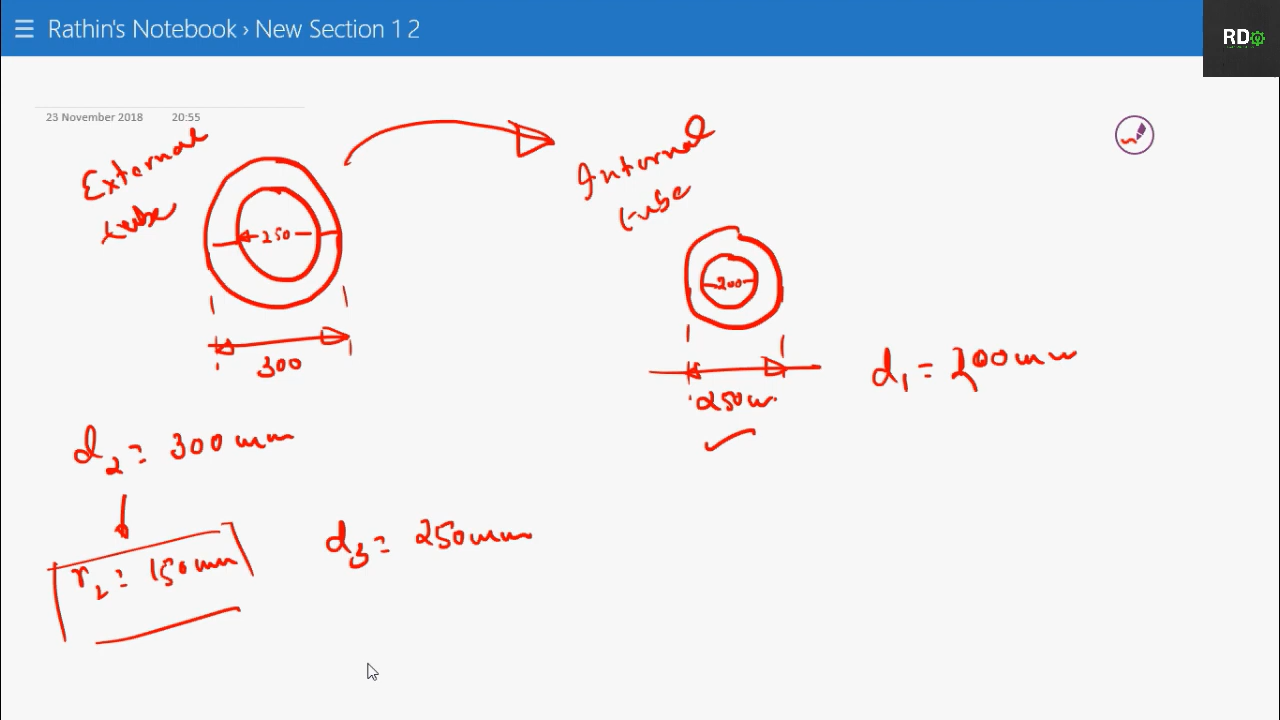 ☰ Rathin's Notebook › New Section 1 2
RD
23 November 2018 20:55
External
tube
250
300
Internal
tube
200
250 m
d₁ = 200 mm
d₂ = 300 mm
r₂ = 150 mm
d₃ = 250 mm